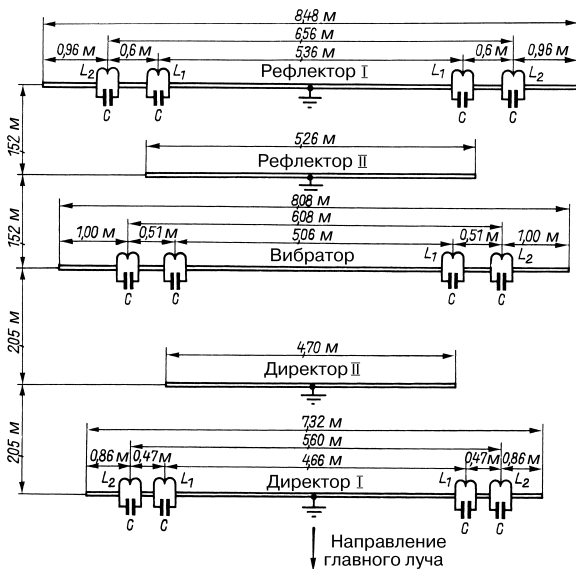 8,48 м
6,56 м
0,96 м 0,6 м 5,36 м 0,6 м 0,96 м
L2 L1 Рефлектор I L1 L2
C C C C
1,52 м
5,26 м
Рефлектор II
1,52 м
8,08 м
6,08 м
1,00 м 0,51 м 5,06 м 0,51 м 1,00 м
Вибратор L1 L2
C C C C
2,05 м
4,70 м
Директор II
2,05 м
7,32 м
5,60 м
0,86 м 0,47 м 4,66 м 0,47 м 0,86 м
L2 L1 Директор I L1 L2
C C C C
Направление
главного луча